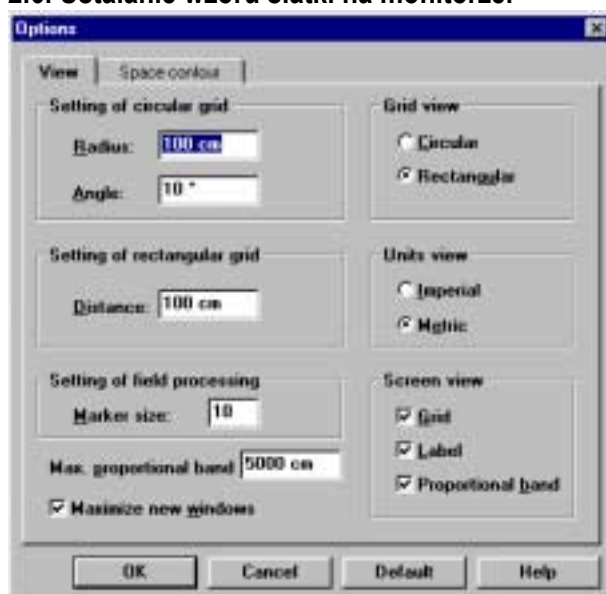 2.6. Ustalanie wzoru siatki na monitorze.
Options
View
Space contour
Setting of circular grid
Radius: 100 cm
Angle: 10 °
Grid view
Circular
Rectangular
Setting of rectangular grid
Distance: 100 cm
Units view
Imperial
Metric
Setting of field processing
Marker size: 10
Max. proportional band 5000 cm
Maximize new windows
Screen view
Grid
Label
Proportional band
OK
Cancel
Default
Help